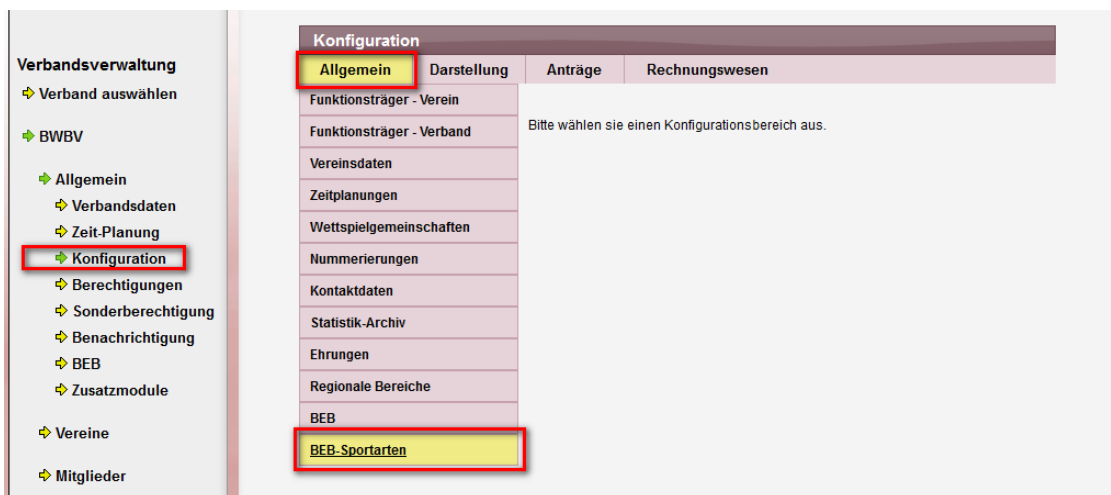 Verbandsverwaltung
Verband auswählen
BWBV
Allgemein
Verbandsdaten
Zeit-Planung
Konfiguration
Berechtigungen
Sonderberechtigung
Benachrichtigung
BEB
Zusatzmodule
Vereine
Mitglieder
Konfiguration
Allgemein Darstellung Anträge Rechnungswesen
Funktionsträger - Verein
Funktionsträger - Verband
Vereinsdaten
Zeitplanungen
Wettspielgemeinschaften
Nummerierungen
Kontaktdaten
Statistik-Archiv
Ehrungen
Regionale Bereiche
BEB
BEB-Sportarten
Bitte wählen sie einen Konfigurationsbereich aus.